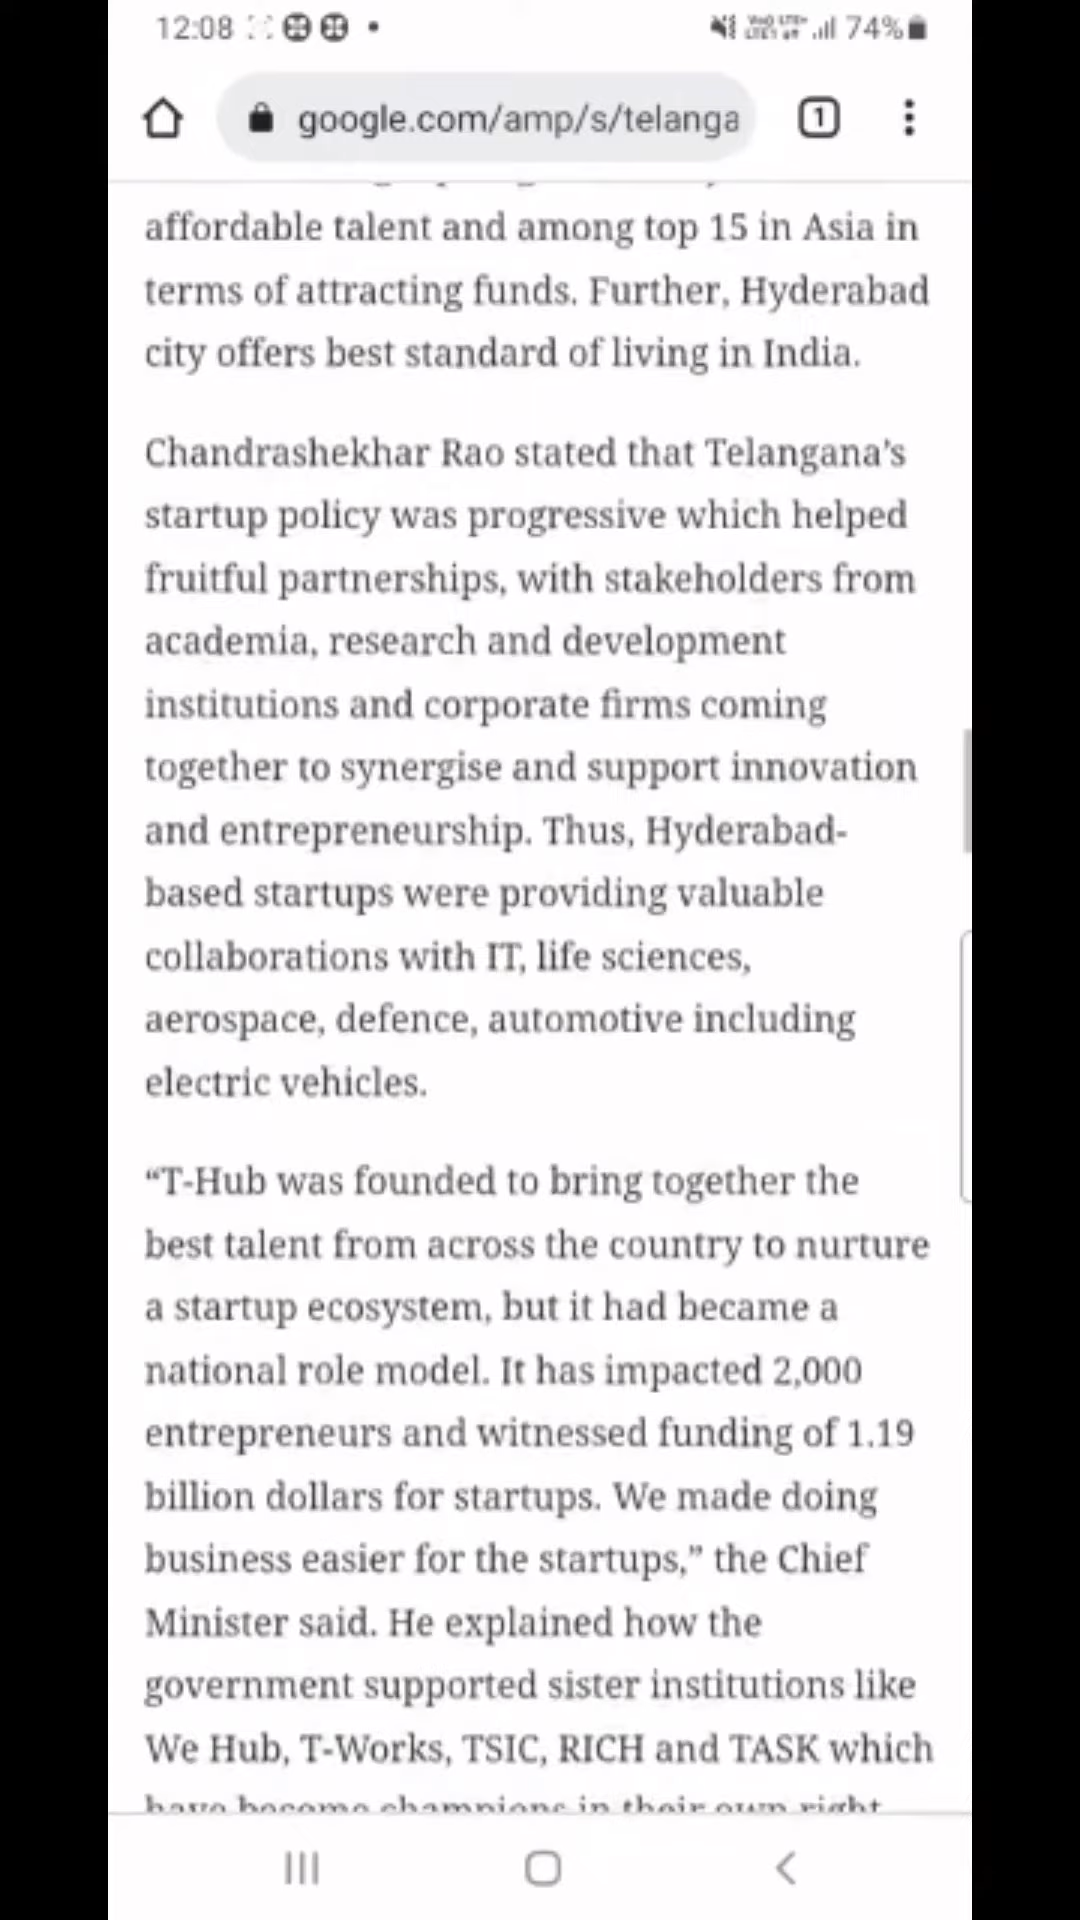 12:08
74%
google.com/amp/s/telanga
1
affordable talent and among top 15 in Asia in
terms of attracting funds. Further, Hyderabad
city offers best standard of living in India.
Chandrashekhar Rao stated that Telangana’s
startup policy was progressive which helped
fruitful partnerships, with stakeholders from
academia, research and development
institutions and corporate firms coming
together to synergise and support innovation
and entrepreneurship. Thus, Hyderabad-
based startups were providing valuable
collaborations with IT, life sciences,
aerospace, defence, automotive including
electric vehicles.
“T-Hub was founded to bring together the
best talent from across the country to nurture
a startup ecosystem, but it had became a
national role model. It has impacted 2,000
entrepreneurs and witnessed funding of 1.19
billion dollars for startups. We made doing
business easier for the startups,” the Chief
Minister said. He explained how the
government supported sister institutions like
We Hub, T-Works, TSIC, RICH and TASK which
have become champions in their own right